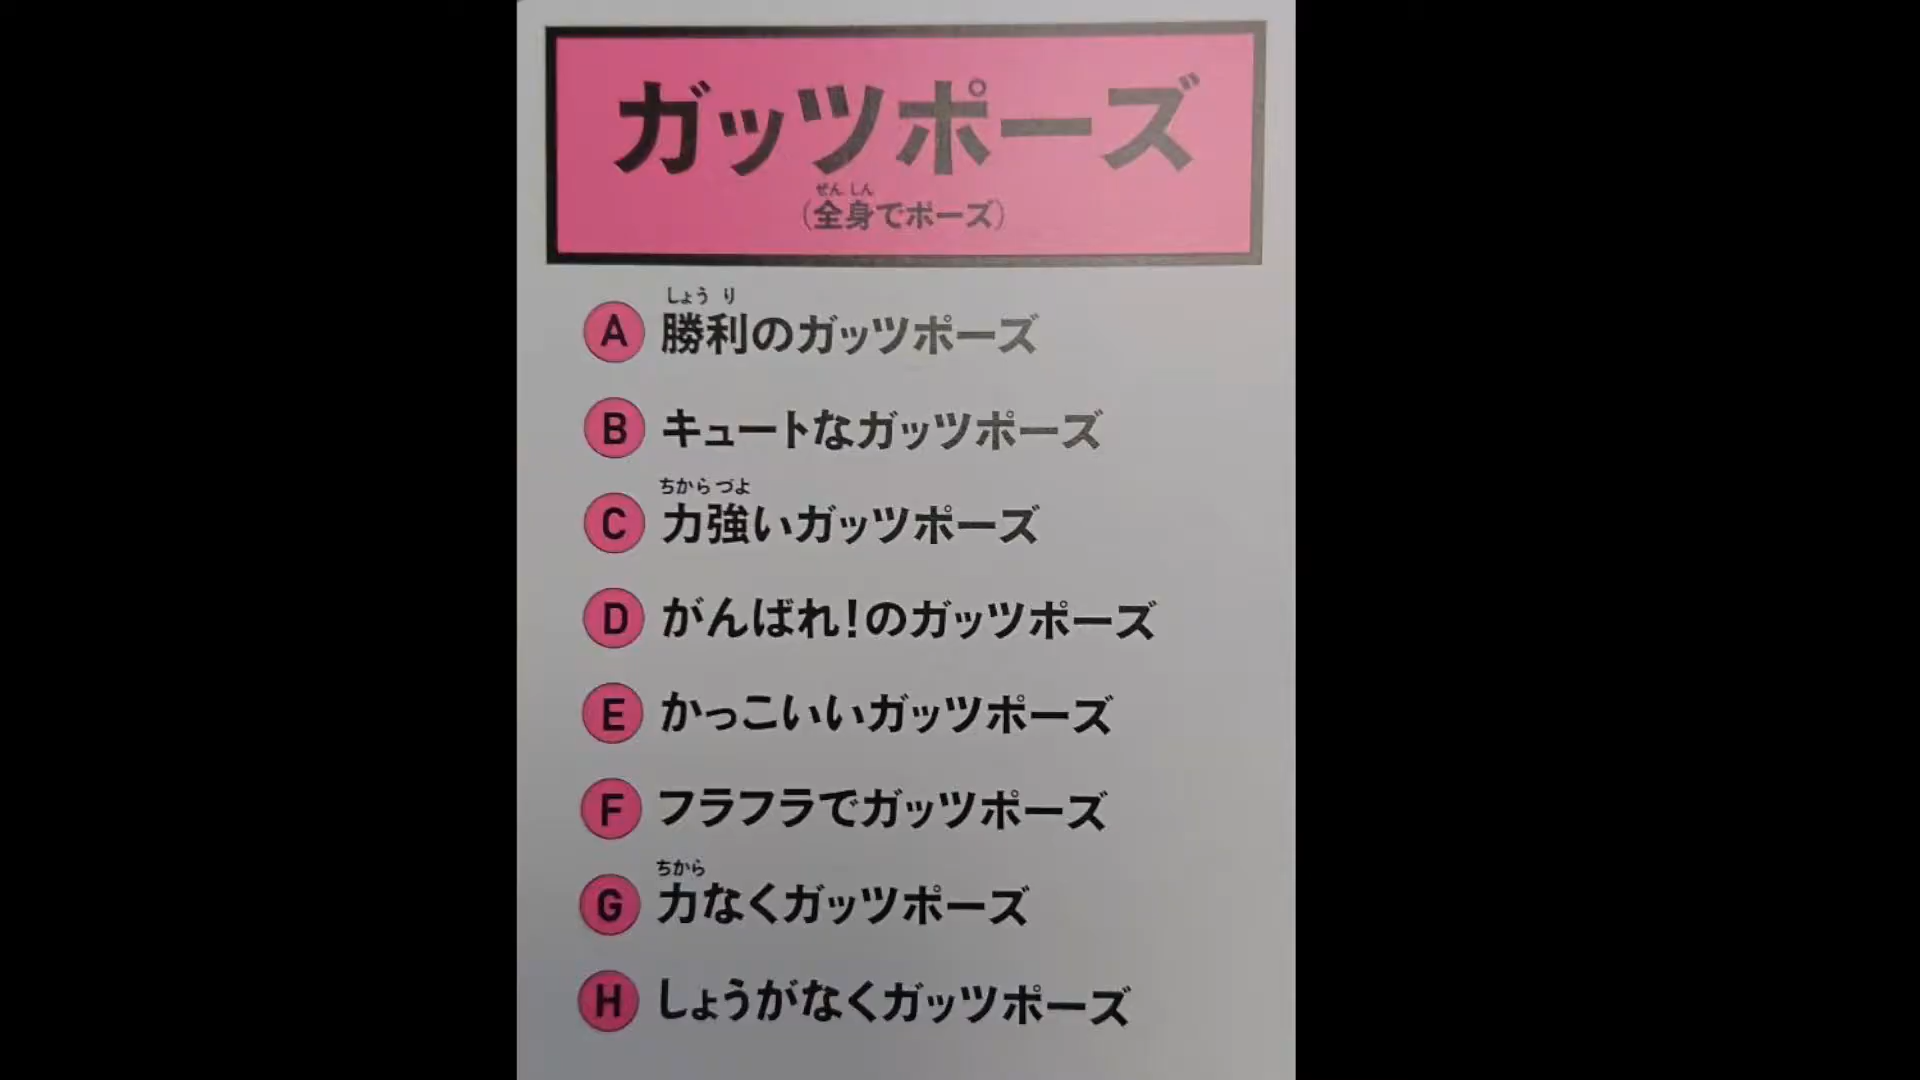 ガッツポーズ
ぜんしん
(全身でポーズ)
しょうり
A 勝利のガッツポーズ
B キュートなガッツポーズ
ちからづよ
C 力強いガッツポーズ
D がんばれ!のガッツポーズ
E かっこいいガッツポーズ
F フラフラでガッツポーズ
ちから
G 力なくガッツポーズ
H しょうがなくガッツポーズ